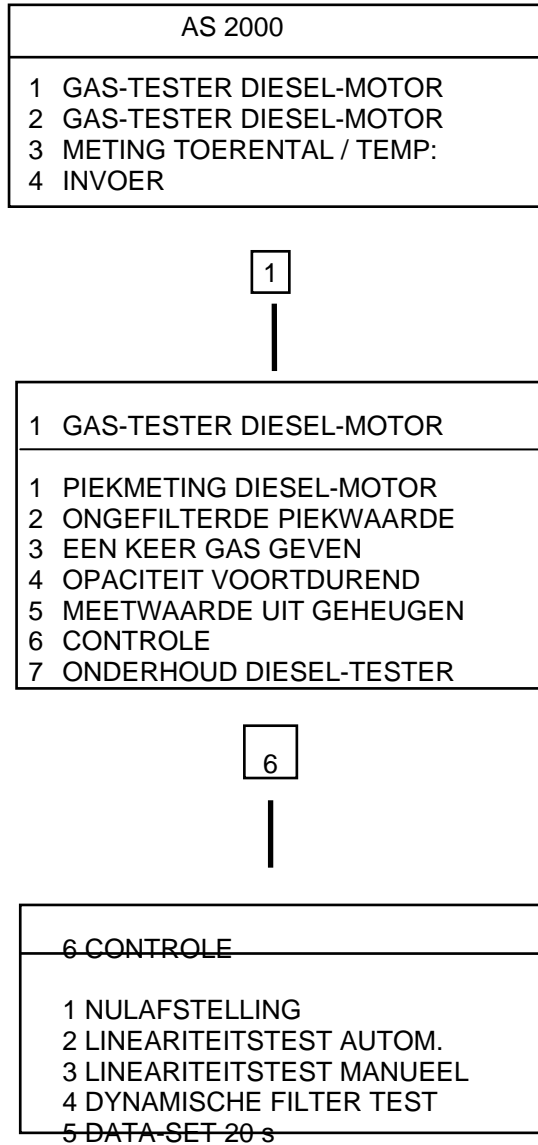 AS 2000
1 GAS-TESTER DIESEL-MOTOR
2 GAS-TESTER DIESEL-MOTOR
3 METING TOERENTAL / TEMP:
4 INVOER
1
1 GAS-TESTER DIESEL-MOTOR
1 PIEKMETING DIESEL-MOTOR
2 ONGEFILTERDE PIEKWAARDE
3 EEN KEER GAS GEVEN
4 OPACITEIT VOORTDUREND
5 MEETWAARDE UIT GEHEUGEN
6 CONTROLE
7 ONDERHOUD DIESEL-TESTER
6
6 CONTROLE
1 NULAFSTELLING
2 LINEARITEITSTEST AUTOM.
3 LINEARITEITSTEST MANUEEL
4 DYNAMISCHE FILTER TEST
5 DATA-SET 20 s